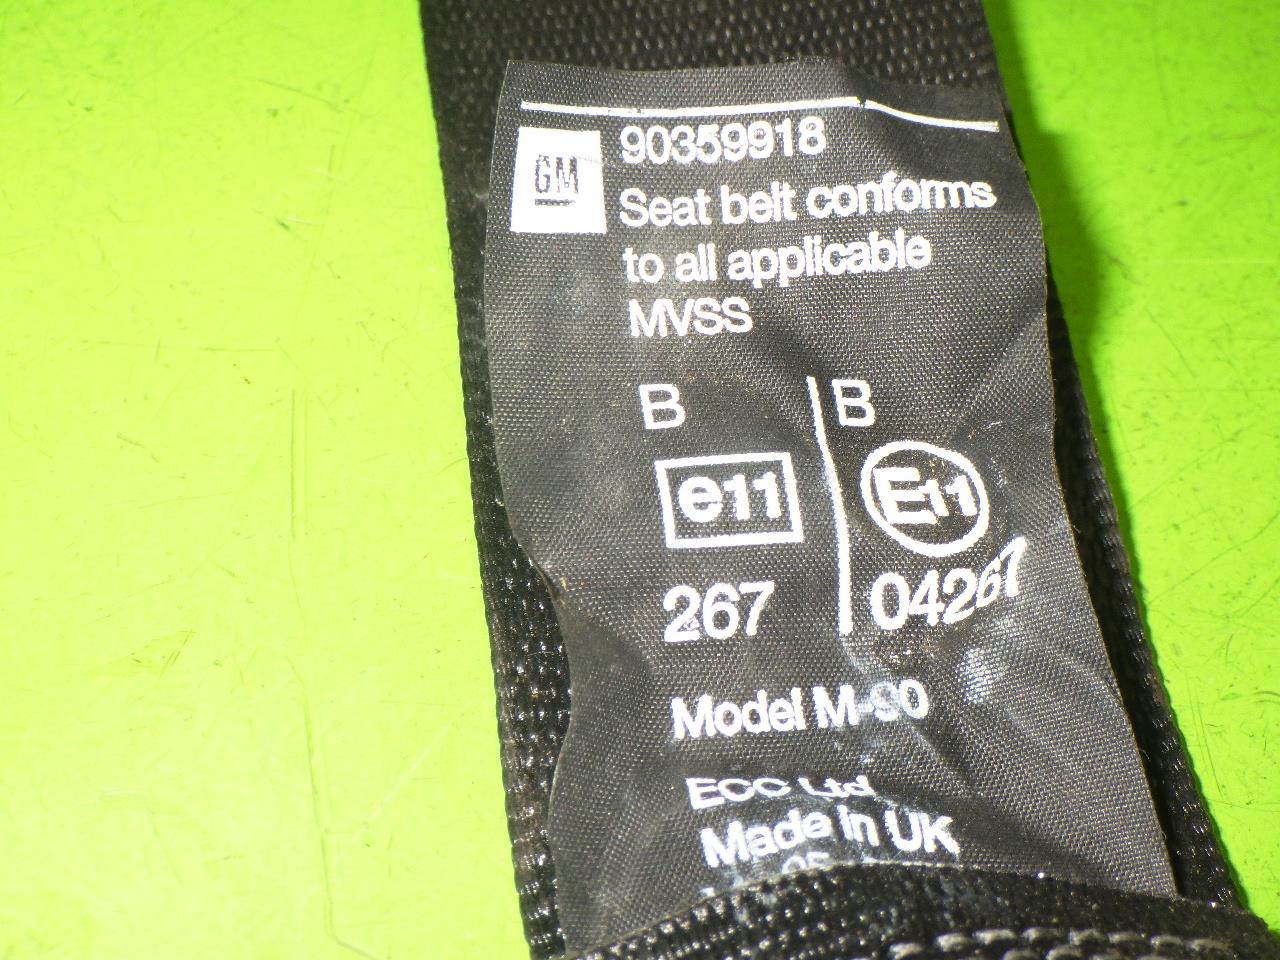 90359918
GM
Seat belt conforms
to all applicable
MVSS
B B
e11 E11
267 04267
Model M-90
ECC Ltd
Made in UK